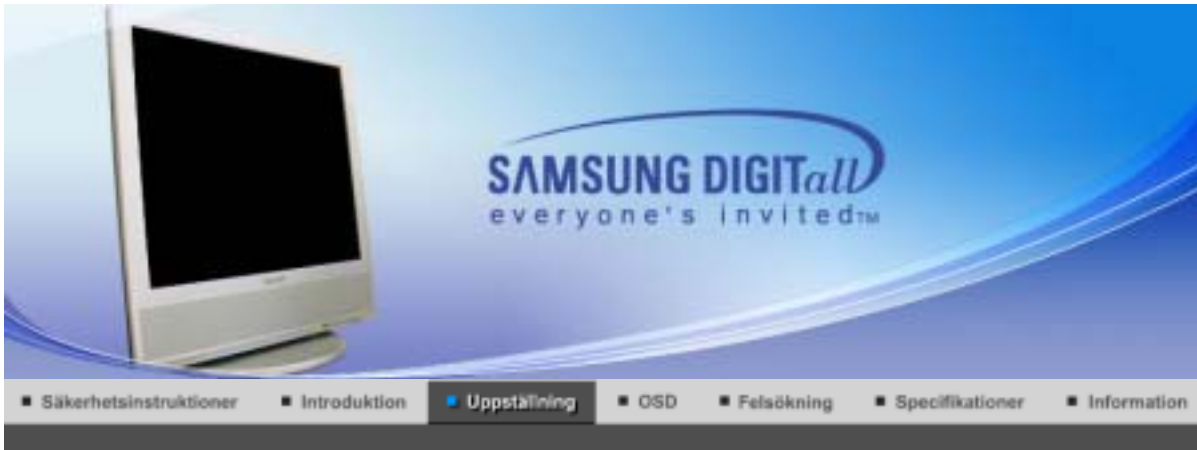 SAMSUNG DIGITall
everyone's invited™
Säkerhetsinstruktioner Introduktion Uppställning OSD Felsökning Specifikationer Information